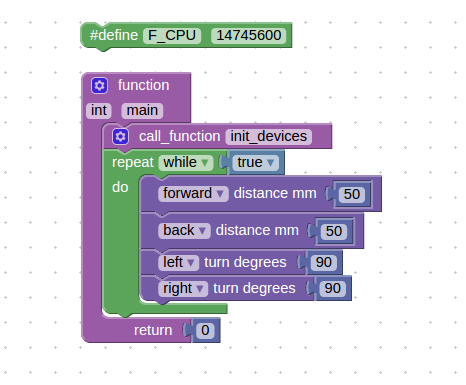 #define F_CPU 14745600
function
int main
call_function init_devices
repeat while true
do
forward distance mm 50
back distance mm 50
left turn degrees 90
right turn degrees 90
return 0